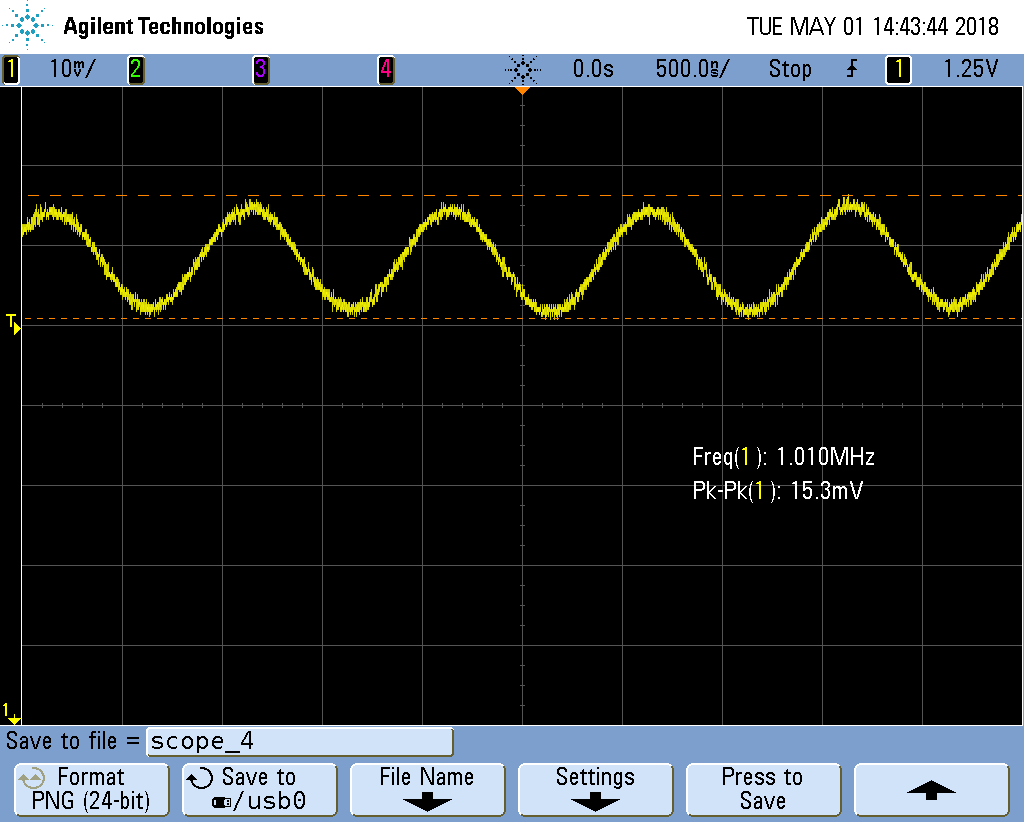 Agilent Technologies
TUE MAY 01 14:43:44 2018
1 10mV/ 2 3 4 0.0s 500.0ns/ Stop 1 1.25V
T
Freq(1): 1.010MHz
Pk-Pk(1): 15.3mV
1
Save to file = scope_4
Format
PNG (24-bit)
Save to
/usb0
File Name
Settings
Press to
Save